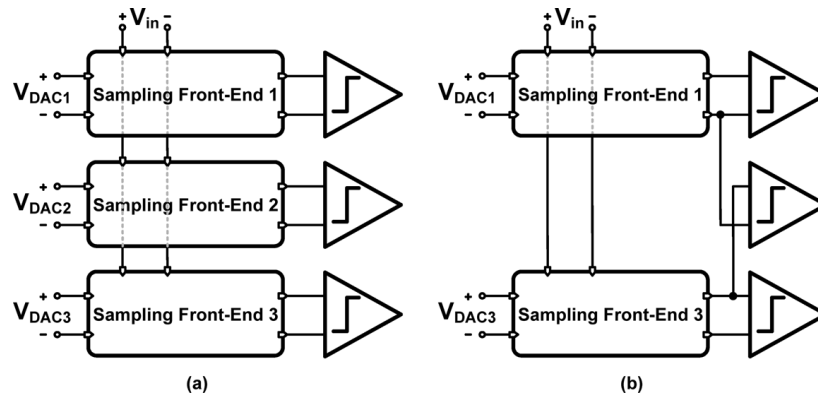 + Vin − + Vin −
+ +
VDAC1 Sampling Front-End 1 VDAC1 Sampling Front-End 1
− −
+
VDAC2 Sampling Front-End 2
−
+ +
VDAC3 Sampling Front-End 3 VDAC3 Sampling Front-End 3
− −
(a) (b)